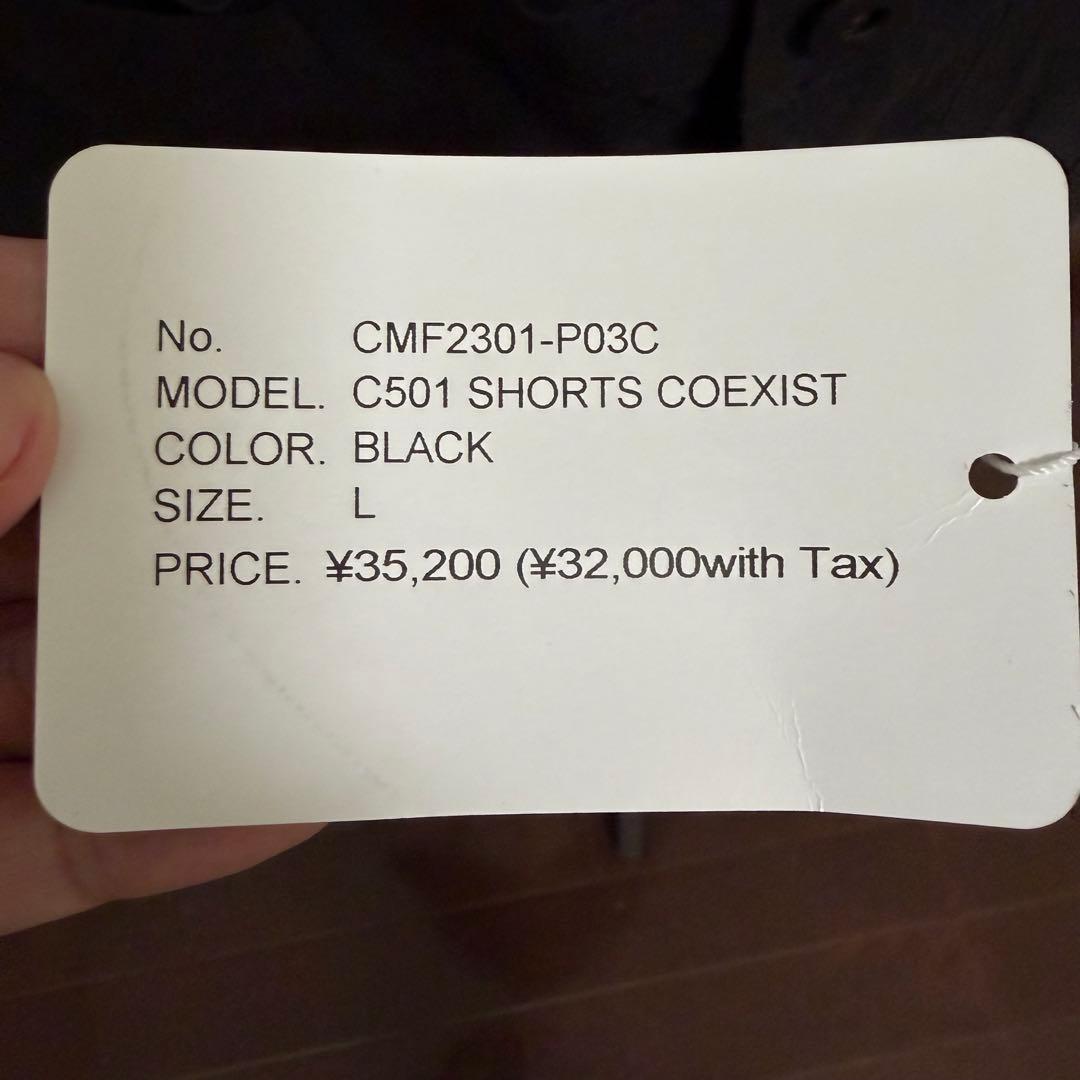 No. CMF2301-P03C
MODEL. C501 SHORTS COEXIST
COLOR. BLACK
SIZE. L
PRICE. ¥35,200 (¥32,000with Tax)